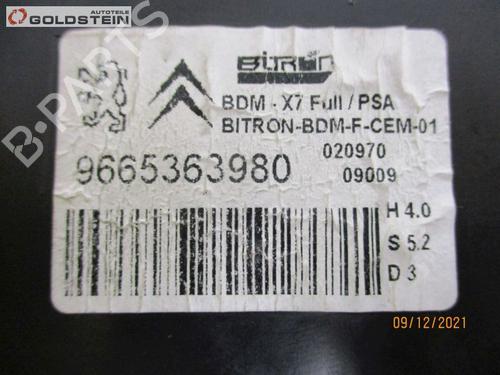 AUTOTEILE
GOLDSTEIN
B-PARTS
BITRON
BDM - X7 Full / PSA
BITRON-BDM-F-CEM-01
020970
9665363980
09009
H 4.0
S 5.2
D 3
09/12/2021